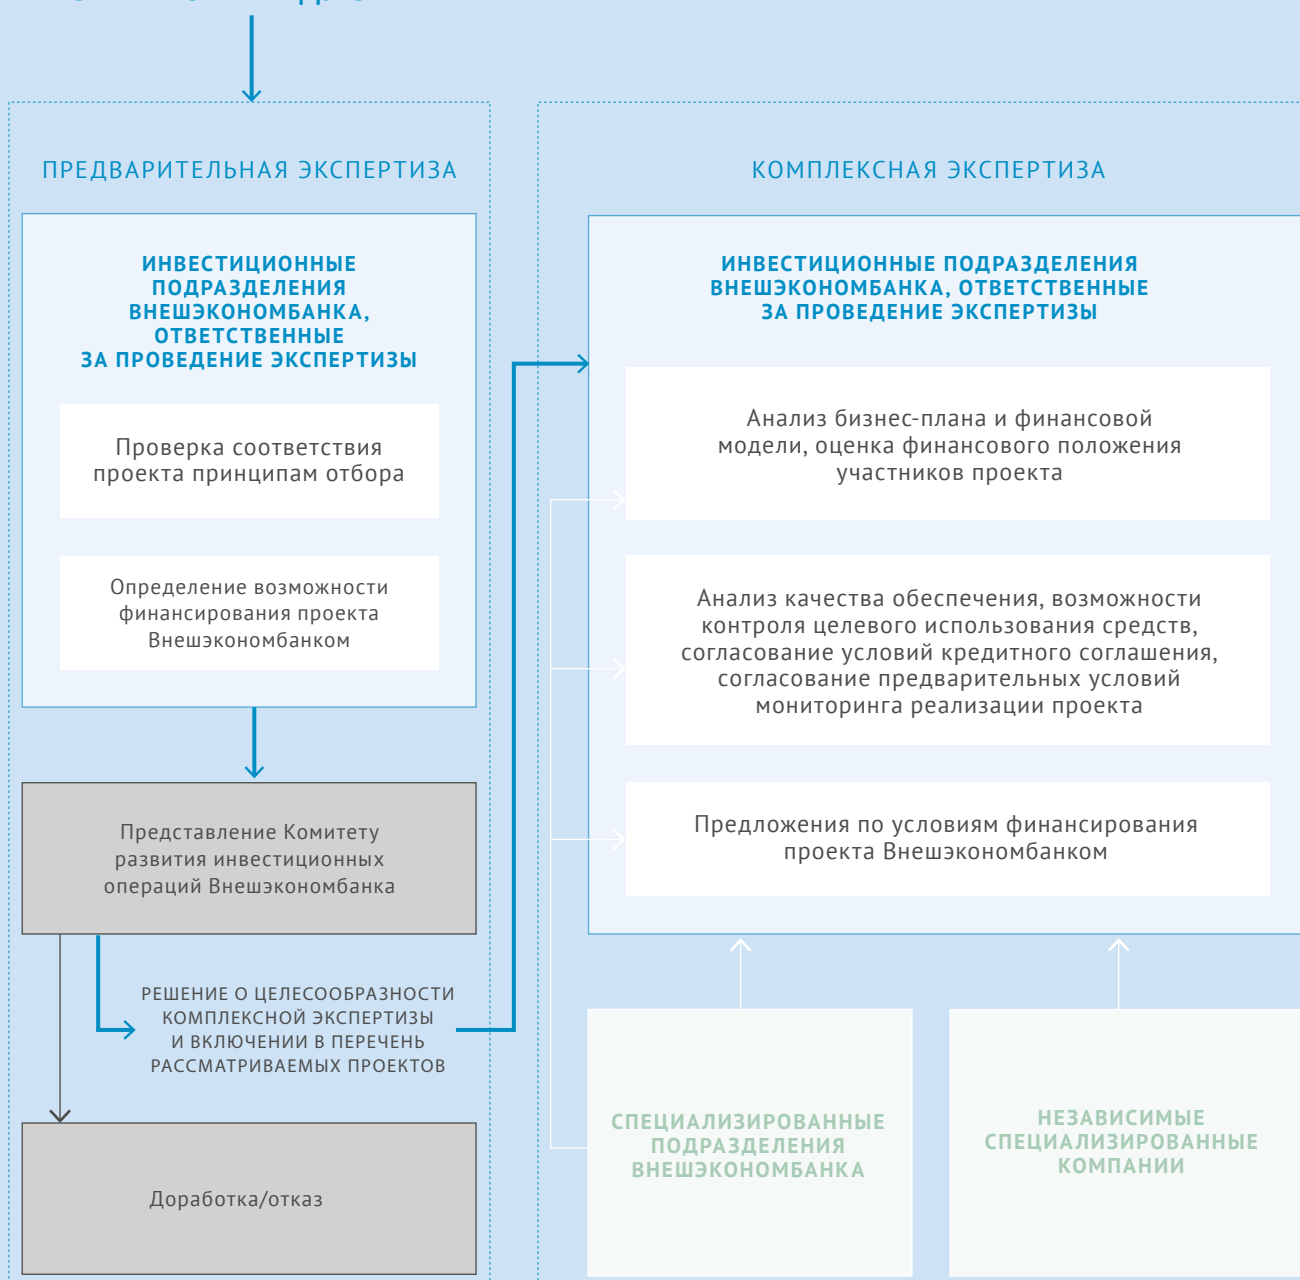 ПРЕДВАРИТЕЛЬНАЯ ЭКСПЕРТИЗА
ИНВЕСТИЦИОННЫЕ
ПОДРАЗДЕЛЕНИЯ
ВНЕШЭКОНОМБАНКА,
ОТВЕТСТВЕННЫЕ
ЗА ПРОВЕДЕНИЕ ЭКСПЕРТИЗЫ
Проверка соответствия
проекта принципам отбора
Определение возможности
финансирования проекта
Внешэкономбанком
Представление Комитету
развития инвестиционных
операций Внешэкономбанка
РЕШЕНИЕ О ЦЕЛЕСООБРАЗНОСТИ
КОМПЛЕКСНОЙ ЭКСПЕРТИЗЫ
И ВКЛЮЧЕНИИ В ПЕРЕЧЕНЬ
РАССМАТРИВАЕМЫХ ПРОЕКТОВ
Доработка/отказ
КОМПЛЕКСНАЯ ЭКСПЕРТИЗА
ИНВЕСТИЦИОННЫЕ ПОДРАЗДЕЛЕНИЯ
ВНЕШЭКОНОМБАНКА, ОТВЕТСТВЕННЫЕ
ЗА ПРОВЕДЕНИЕ ЭКСПЕРТИЗЫ
Анализ бизнес-плана и финансовой
модели, оценка финансового положения
участников проекта
Анализ качества обеспечения, возможности
контроля целевого использования средств,
согласование условий кредитного соглашения,
согласование предварительных условий
мониторинга реализации проекта
Предложения по условиям финансирования
проекта Внешэкономбанком
СПЕЦИАЛИЗИРОВАННЫЕ
ПОДРАЗДЕЛЕНИЯ
ВНЕШЭКОНОМБАНКА
НЕЗАВИСИМЫЕ
СПЕЦИАЛИЗИРОВАННЫЕ
КОМПАНИИ